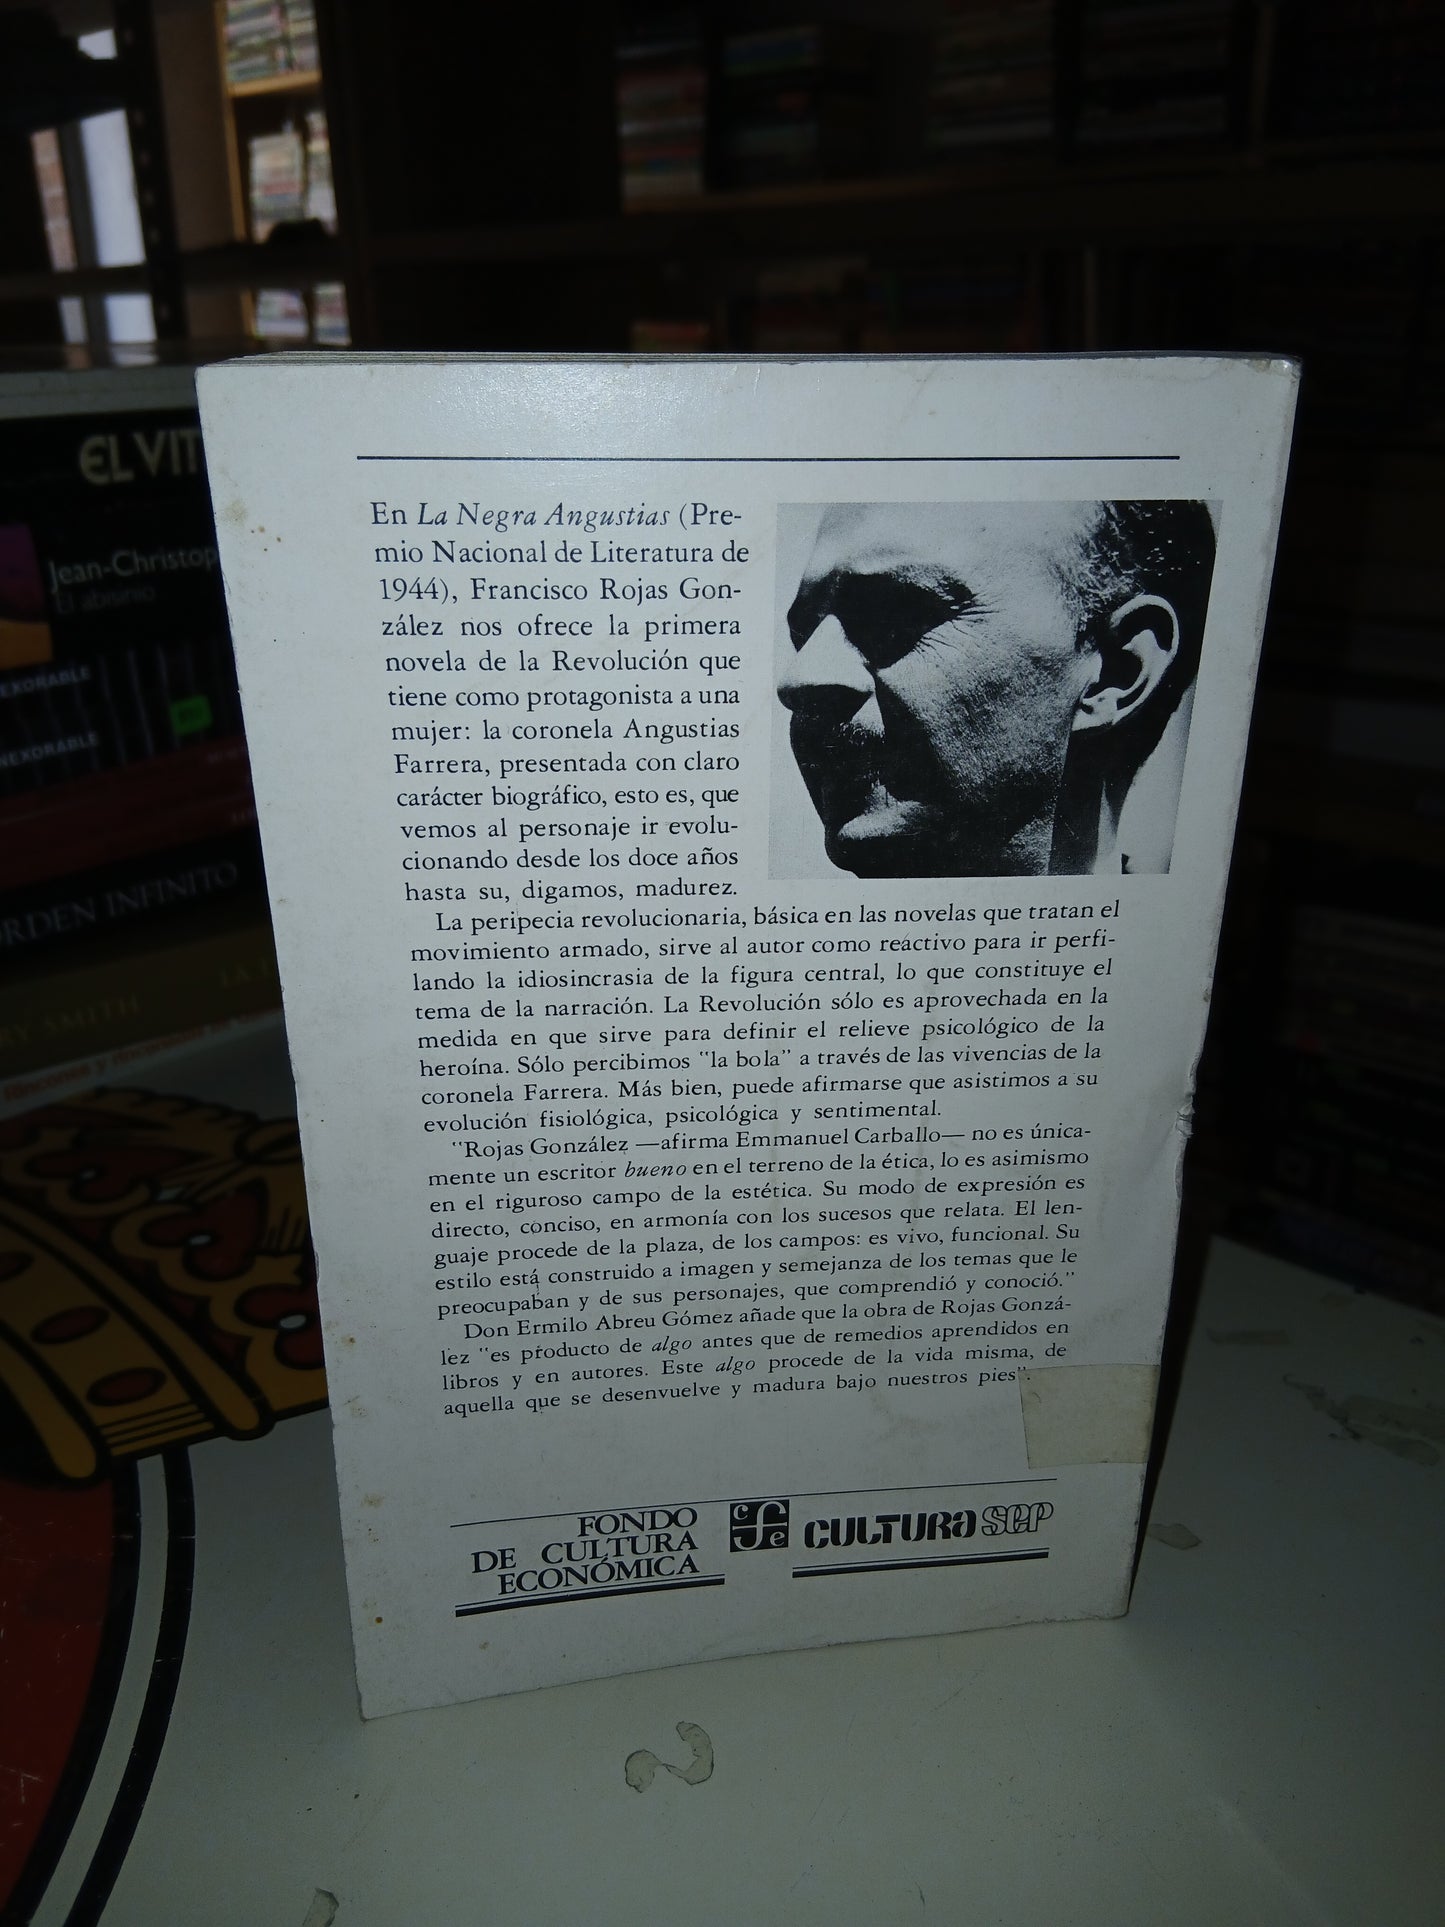 EL VIT
Jean-Christop
El abisinio
EXORABLE
NEXORABLE
RDEN INFINITO
RY SMITH
En La Negra Angustias (Pre-
mio Nacional de Literatura de
1944), Francisco Rojas Gon-
zález nos ofrece la primera
novela de la Revolución que
tiene como protagonista a una
mujer: la coronela Angustias
Farrera, presentada con claro
carácter biográfico, esto es, que
vemos al personaje ir evolu-
cionando desde los doce años
hasta su, digamos, madurez.
La peripecia revolucionaria, básica en las novelas que tratan el
movimiento armado, sirve al autor como reactivo para ir perfi-
lando la idiosincrasia de la figura central, lo que constituye el
tema de la narración. La Revolución sólo es aprovechada en la
medida en que sirve para definir el relieve psicológico de la
heroína. Sólo percibimos "la bola" a través de las vivencias de la
coronela Farrera. Más bien, puede afirmarse que asistimos a su
evolución fisiológica, psicológica y sentimental.
"Rojas González —afirma Emmanuel Carballo— no es única-
mente un escritor bueno en el terreno de la ética, lo es asimismo
en el riguroso campo de la estética. Su modo de expresión es
directo, conciso, en armonía con los sucesos que relata. El len-
guaje procede de la plaza, de los campos: es vivo, funcional. Su
estilo está construido a imagen y semejanza de los temas que le
preocupaban y de sus personajes, que comprendió y conoció."
Don Ermilo Abreu Gómez añade que la obra de Rojas Gonzá-
lez "es producto de algo antes que de remedios aprendidos en
libros y en autores. Este algo procede de la vida misma, de
aquella que se desenvuelve y madura bajo nuestros pies".
FONDO
DE CULTURA
ECONÓMICA
cfe
CULTURA SEP